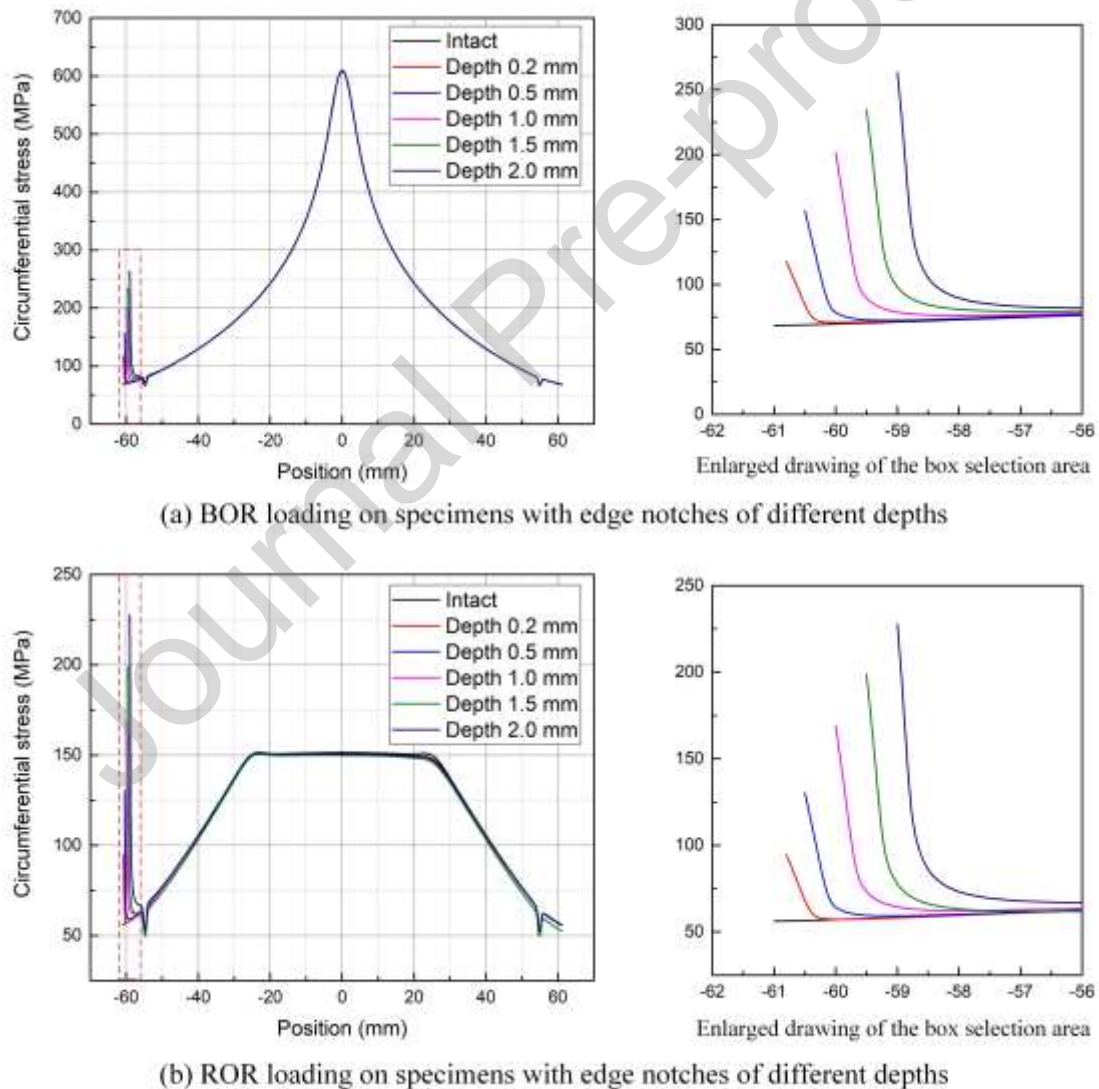 700
600
500
400
300
200
100
0
Circumferential stress (MPa)
-60 -40 -20 0 20 40 60
Position (mm)
Intact
Depth 0.2 mm
Depth 0.5 mm
Depth 1.0 mm
Depth 1.5 mm
Depth 2.0 mm
300
250
200
150
100
50
0
-62 -61 -60 -59 -58 -57 -56
Enlarged drawing of the box selection area
(a) BOR loading on specimens with edge notches of different depths
250
200
150
100
50
Circumferential stress (MPa)
-60 -40 -20 0 20 40 60
Position (mm)
Intact
Depth 0.2 mm
Depth 0.5 mm
Depth 1.0 mm
Depth 1.5 mm
Depth 2.0 mm
250
200
150
100
50
-62 -61 -60 -59 -58 -57 -56
Enlarged drawing of the box selection area
(b) ROR loading on specimens with edge notches of different depths
Journal Pre-proo